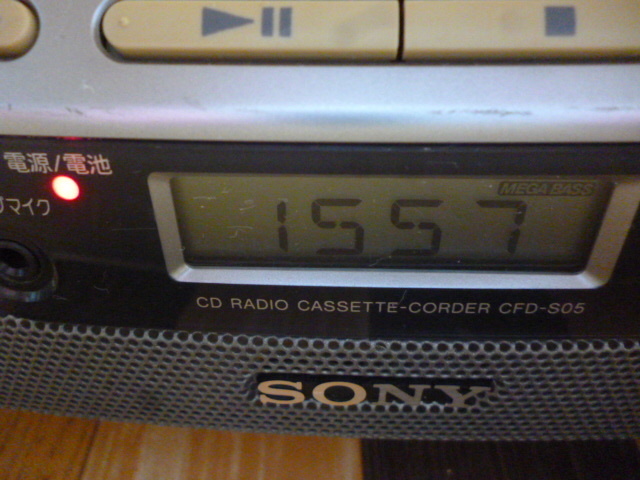 電源/電池
マイク
MEGA BASS
1557
CD RADIO CASSETTE-CORDER CFD-S05
SONY